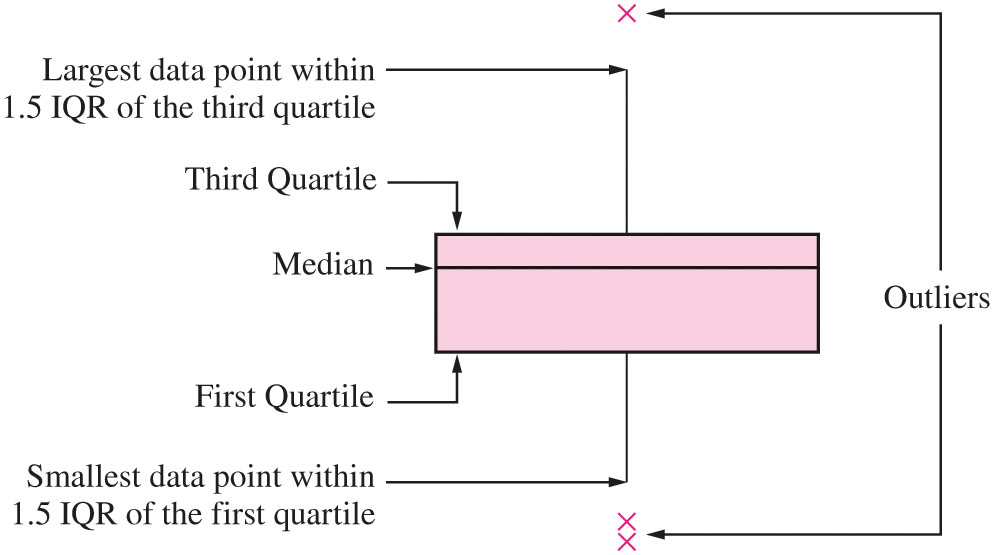 Largest data point within
1.5 IQR of the third quartile
Third Quartile
Median
Outliers
First Quartile
Smallest data point within
1.5 IQR of the first quartile